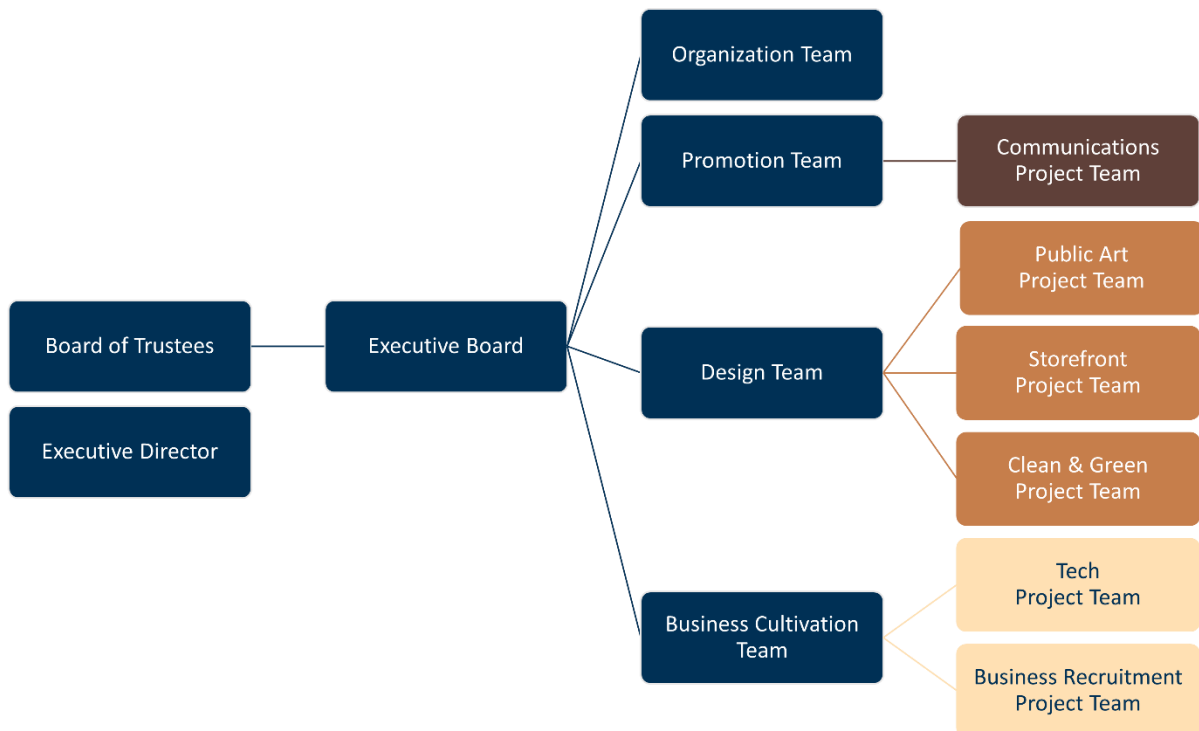 Organization Team
Promotion Team
Communications
Project Team
Public Art
Project Team
Board of Trustees
Executive Board
Design Team
Storefront
Project Team
Executive Director
Clean & Green
Project Team
Tech
Project Team
Business Cultivation
Team
Business Recruitment
Project Team